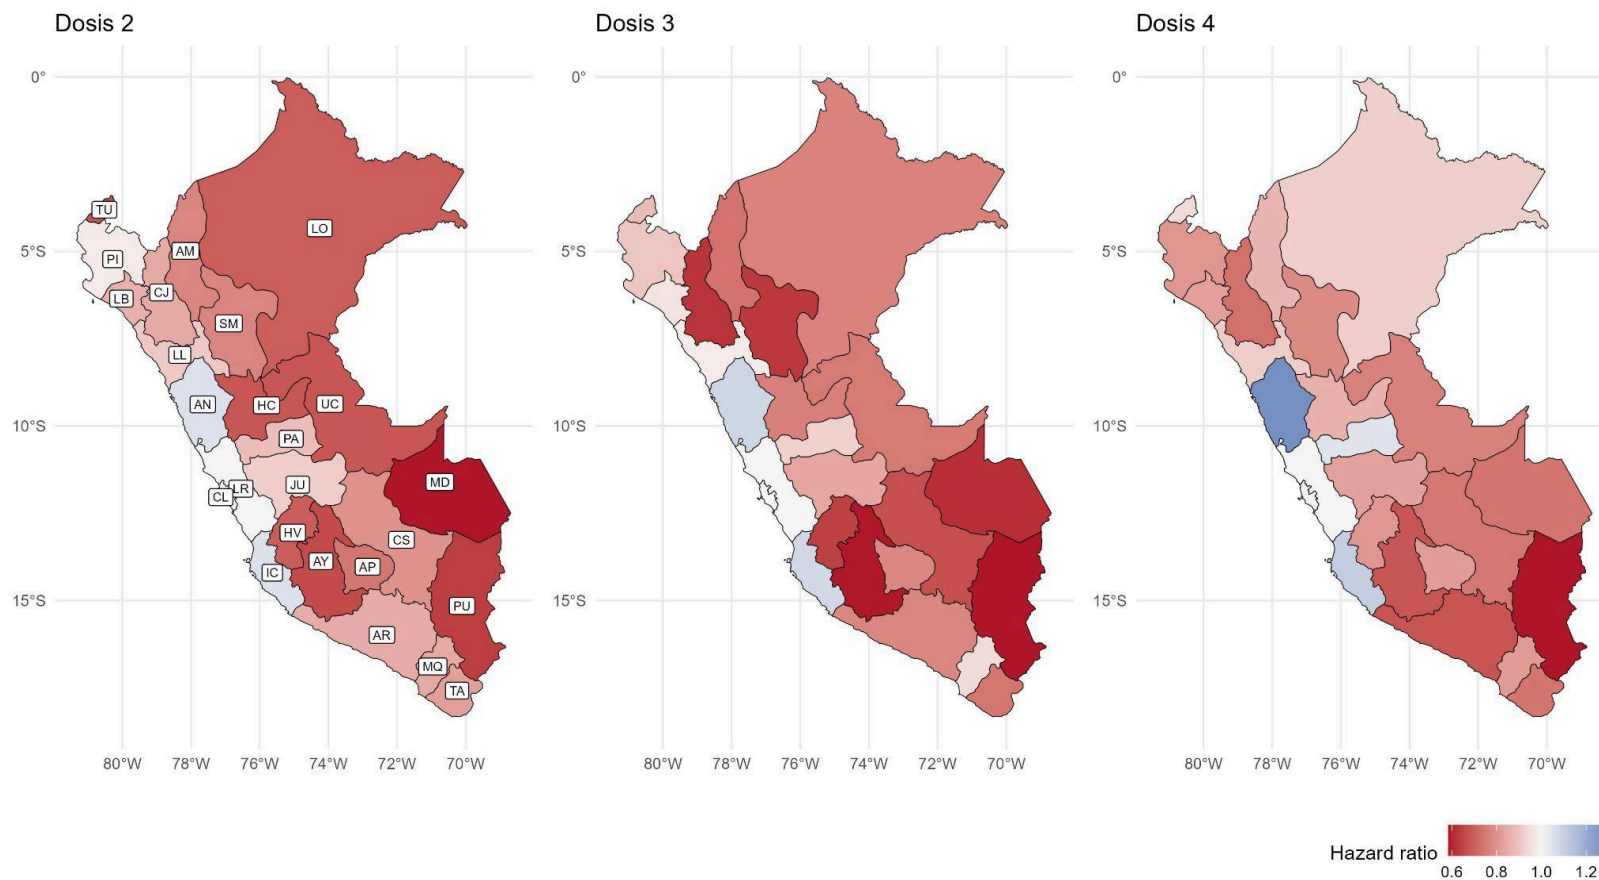 Dosis 2
Dosis 3
Dosis 4
0°
5°S
10°S
15°S
80°W 78°W 76°W 74°W 72°W 70°W
TU
PI
LB
CJ
AM
LO
SM
LL
AN
HC
UC
PA
LR
CL
JU
MD
HV
AY
AP
CS
IC
PU
AR
MQ
TA
0°
5°S
10°S
15°S
80°W 78°W 76°W 74°W 72°W 70°W
0°
5°S
10°S
15°S
80°W 78°W 76°W 74°W 72°W 70°W
Hazard ratio
0.6 0.8 1.0 1.2